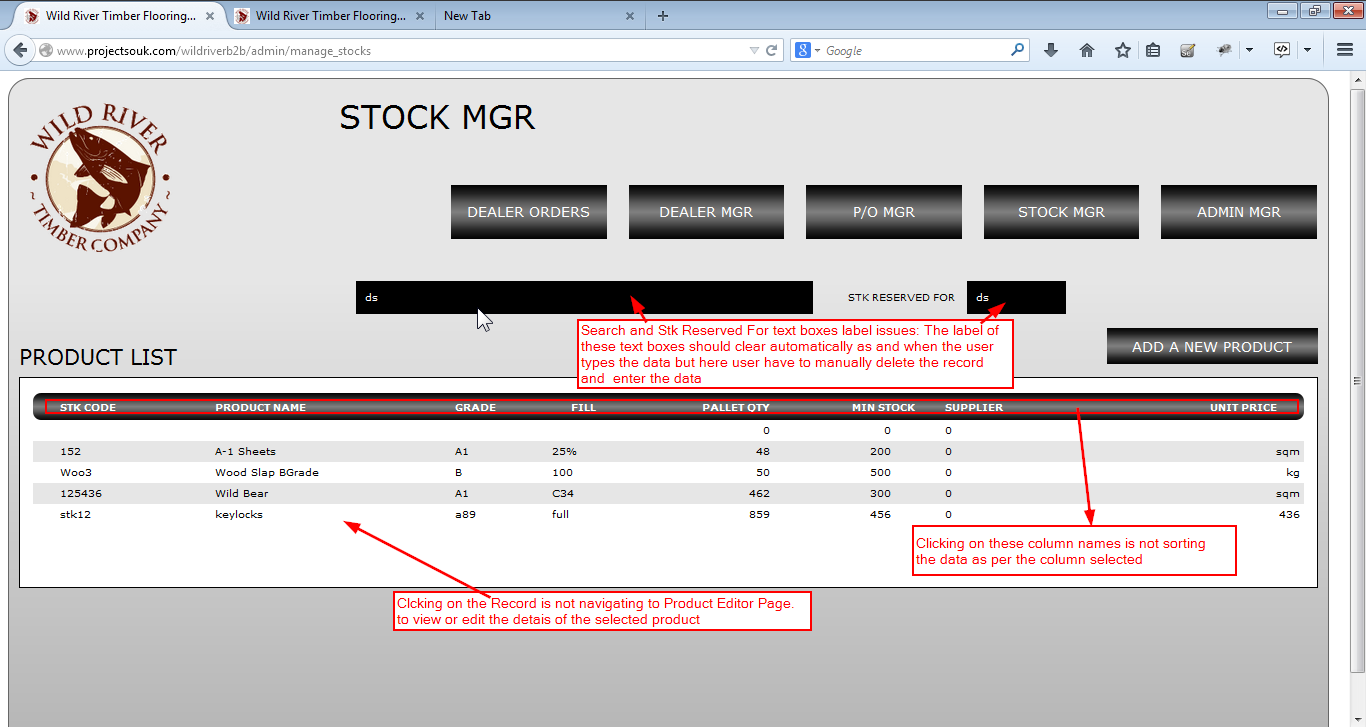 Wild River Timber Flooring...
Wild River Timber Flooring...
New Tab
www.projectsouk.com/wildriverb2b/admin/manage_stocks
8
Google
WILD RIVER
TIMBER COMPANY
STOCK MGR
DEALER ORDERS
DEALER MGR
P/O MGR
STOCK MGR
ADMIN MGR
ds
STK RESERVED FOR
ds
Search and Stk Reserved For text boxes label issues: The label of
these text boxes should clear automatically as and when the user
types the data but here user have to manually delete the record
and enter the data
ADD A NEW PRODUCT
PRODUCT LIST
STK CODE PRODUCT NAME GRADE FILL PALLET QTY MIN STOCK SUPPLIER UNIT PRICE
0 0 0
152 A-1 Sheets A1 25% 48 200 0 sqm
Woo3 Wood Slap BGrade B 100 50 500 0 kg
125436 Wild Bear A1 C34 462 300 0 sqm
stk12 keylocks a89 full 859 456 0 436
Clicking on these column names is not sorting
the data as per the column selected
Clcking on the Record is not navigating to Product Editor Page.
to view or edit the detais of the selected product